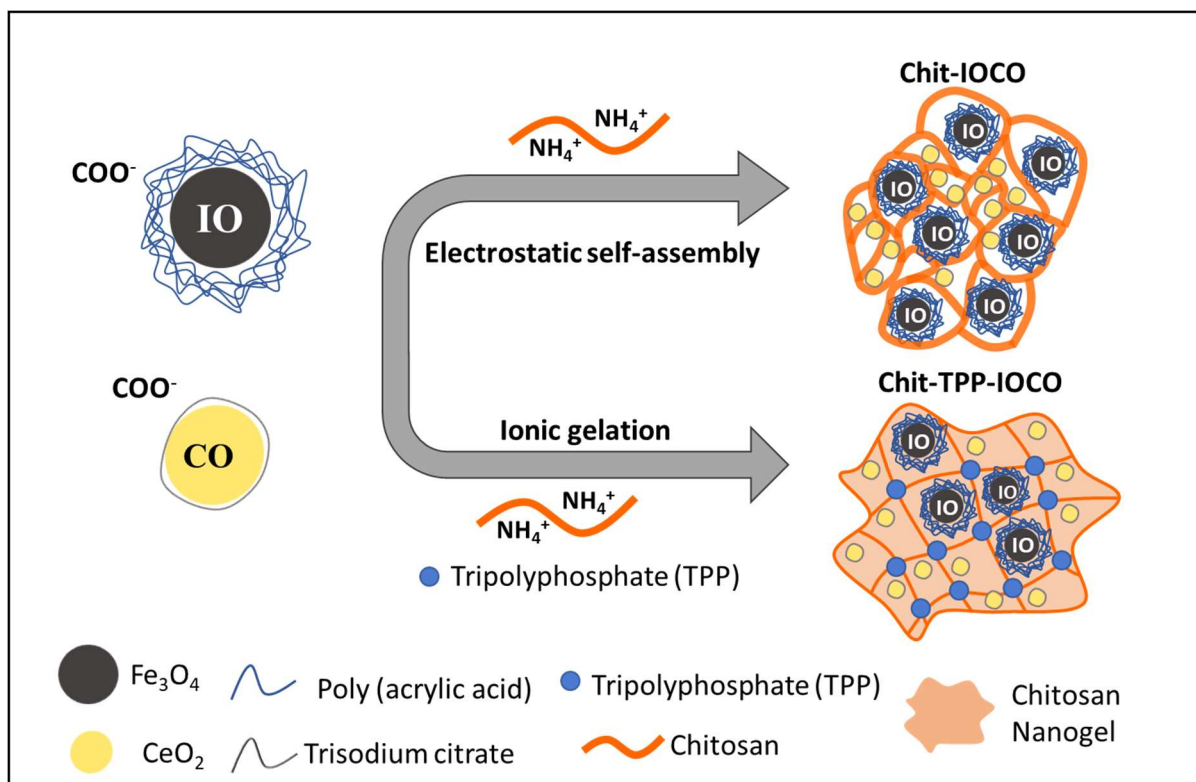 Chit-IOCO
NH₄⁺
NH₄⁺
COO⁻
IO
Electrostatic self-assembly
IO
IO
IO
IO
IO
IO
IO
COO⁻
CO
Ionic gelation
NH₄⁺
NH₄⁺
Tripolyphosphate (TPP)
Chit-TPP-IOCO
IO
IO
IO
IO
Fe₃O₄
Poly (acrylic acid)
Tripolyphosphate (TPP)
Chitosan
Nanogel
CeO₂
Trisodium citrate
Chitosan